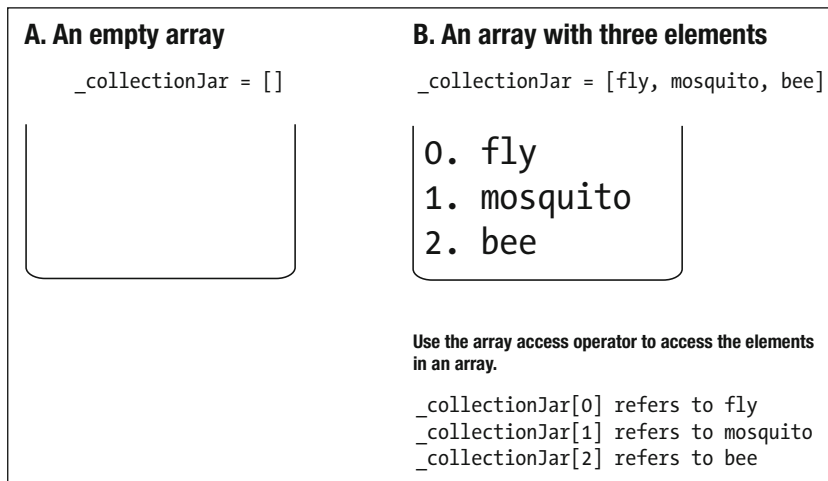 A. An empty array
_collectionJar = []
B. An array with three elements
_collectionJar = [fly, mosquito, bee]
0. fly
1. mosquito
2. bee
Use the array access operator to access the elements
in an array.
_collectionJar[0] refers to fly
_collectionJar[1] refers to mosquito
_collectionJar[2] refers to bee